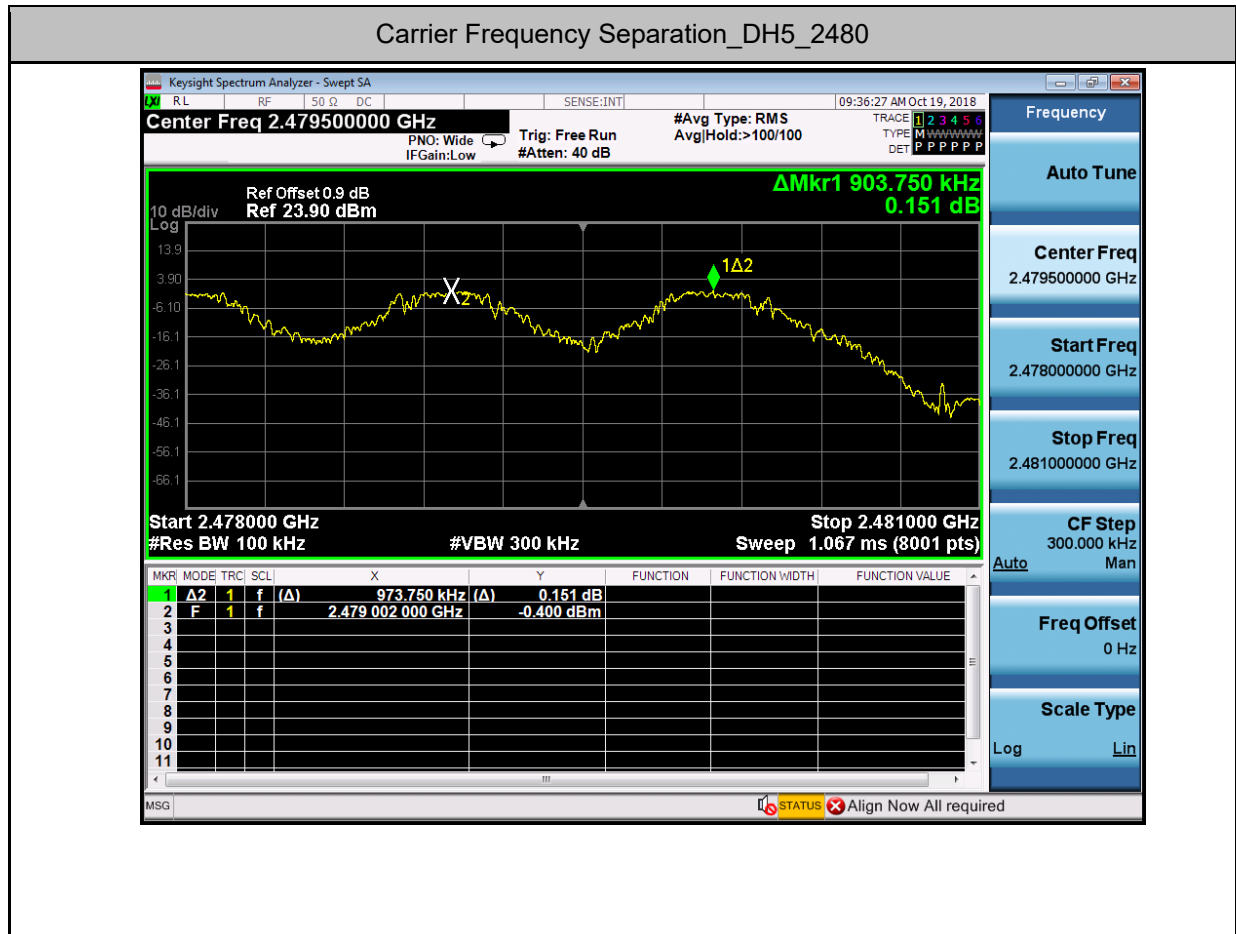 Carrier Frequency Separation_DH5_2480
Keysight Spectrum Analyzer - Swept SA
LXI RL RF 50 Ω DC SENSE:INT 09:36:27 AM Oct 19, 2018
Center Freq 2.479500000 GHz
PNO: Wide
IFGain:Low
Trig: Free Run
#Atten: 40 dB
#Avg Type: RMS
Avg|Hold:>100/100
TRACE 1 2 3 4 5 6
TYPE M WWWWW
DET P P P P P P
ΔMkr1 903.750 kHz
0.151 dB
Ref Offset 0.9 dB
10 dB/div Ref 23.90 dBm
Log
13.9
3.90
-6.10
-16.1
-26.1
-36.1
-46.1
-56.1
-66.1
1Δ2
X2
Start 2.478000 GHz Stop 2.481000 GHz
#Res BW 100 kHz #VBW 300 kHz Sweep 1.067 ms (8001 pts)
MKR MODE TRC SCL X Y FUNCTION FUNCTION WIDTH FUNCTION VALUE
1 Δ2 1 f (Δ) 973.750 kHz (Δ) 0.151 dB
2 F 1 f 2.479 002 000 GHz -0.400 dBm
3
4
5
6
7
8
9
10
11
MSG STATUS Align Now All required
Frequency
Auto Tune
Center Freq
2.479500000 GHz
Start Freq
2.478000000 GHz
Stop Freq
2.481000000 GHz
CF Step
300.000 kHz
Auto Man
Freq Offset
0 Hz
Scale Type
Log Lin